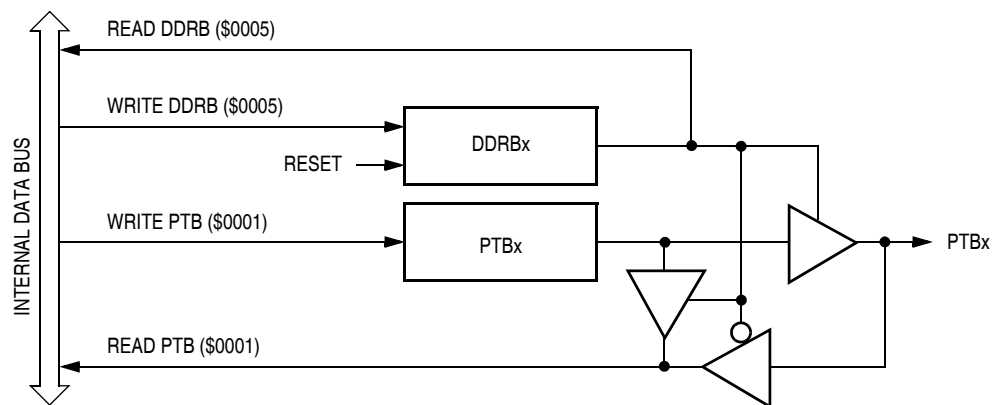 READ DDRB ($0005)
WRITE DDRB ($0005)
DDRBx
RESET
INTERNAL DATA BUS
WRITE PTB ($0001)
PTBx
PTBx
READ PTB ($0001)